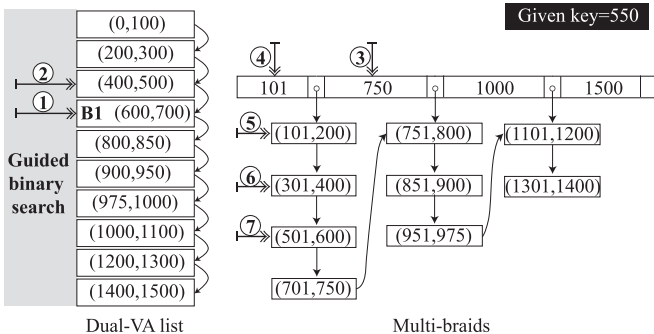 Given key=550
(0,100)
(200,300)
(400,500)
B1 (600,700)
(800,850)
(900,950)
(975,1000)
(1000,1100)
(1200,1300)
(1400,1500)
2
1
Guided
binary
search
Dual-VA list
4
3
101 750 1000 1500
5
(101,200) (751,800) (1101,1200)
6
(301,400) (851,900) (1301,1400)
7
(501,600) (951,975)
(701,750)
Multi-braids